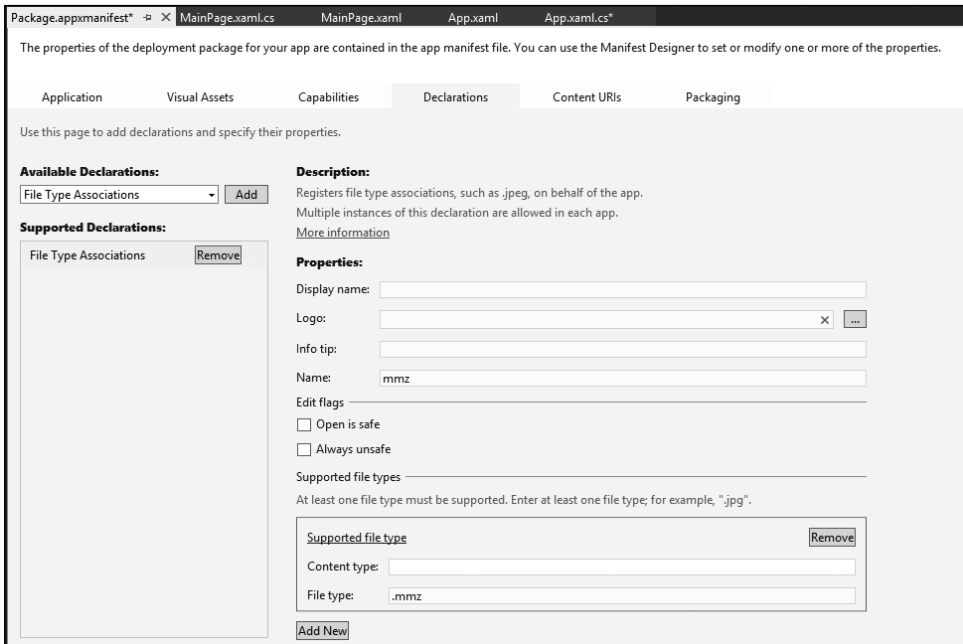 Package.appxmanifest* MainPage.xaml.cs MainPage.xaml App.xaml App.xaml.cs*
The properties of the deployment package for your app are contained in the app manifest file. You can use the Manifest Designer to set or modify one or more of the properties.
Application Visual Assets Capabilities Declarations Content URIs Packaging
Use this page to add declarations and specify their properties.
Available Declarations:
File Type Associations Add
Supported Declarations:
File Type Associations Remove
Description:
Registers file type associations, such as .jpeg, on behalf of the app.
Multiple instances of this declaration are allowed in each app.
More information
Properties:
Display name:
Logo: ...
Info tip:
Name: mmz
Edit flags
Open is safe
Always unsafe
Supported file types
At least one file type must be supported. Enter at least one file type; for example, ".jpg".
Supported file type Remove
Content type:
File type: .mmz
Add New